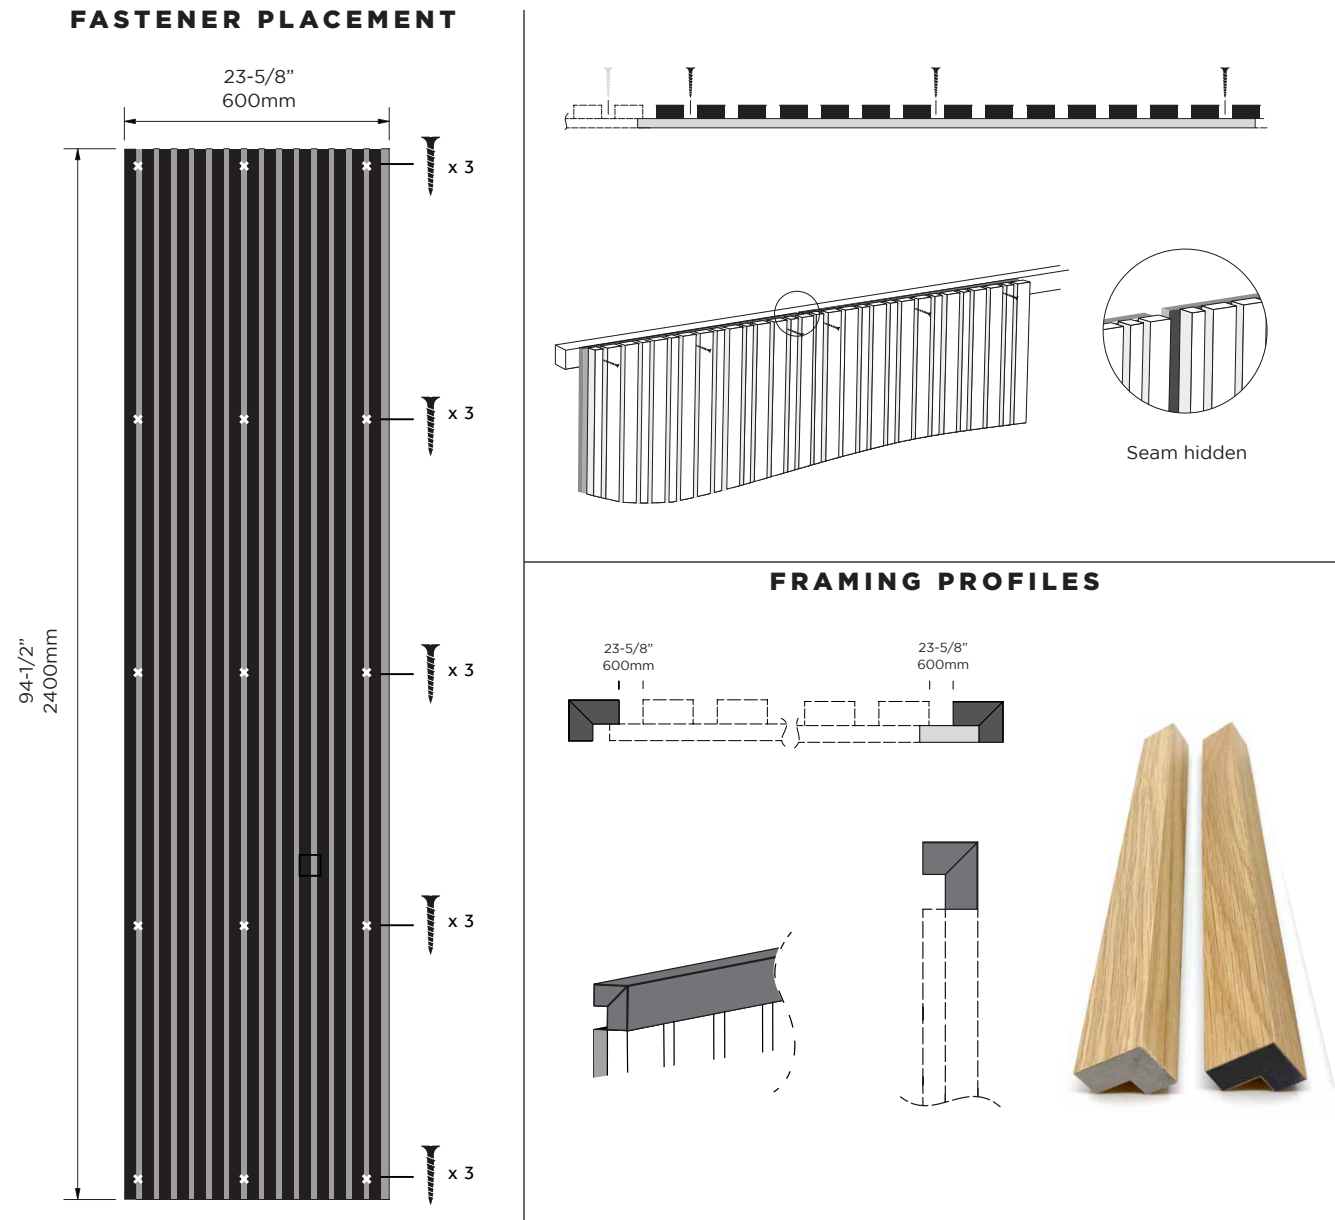 FASTENER PLACEMENT
23-5/8”
600mm
94-1/2”
2400mm
x 3
x 3
x 3
x 3
x 3
Seam hidden
FRAMING PROFILES
23-5/8”
600mm
23-5/8”
600mm